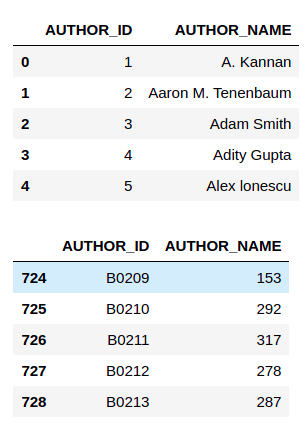 AUTHOR_ID AUTHOR_NAME
0 1 A. Kannan
1 2 Aaron M. Tenenbaum
2 3 Adam Smith
3 4 Adity Gupta
4 5 Alex lonescu
AUTHOR_ID AUTHOR_NAME
724 B0209 153
725 B0210 292
726 B0211 317
727 B0212 278
728 B0213 287